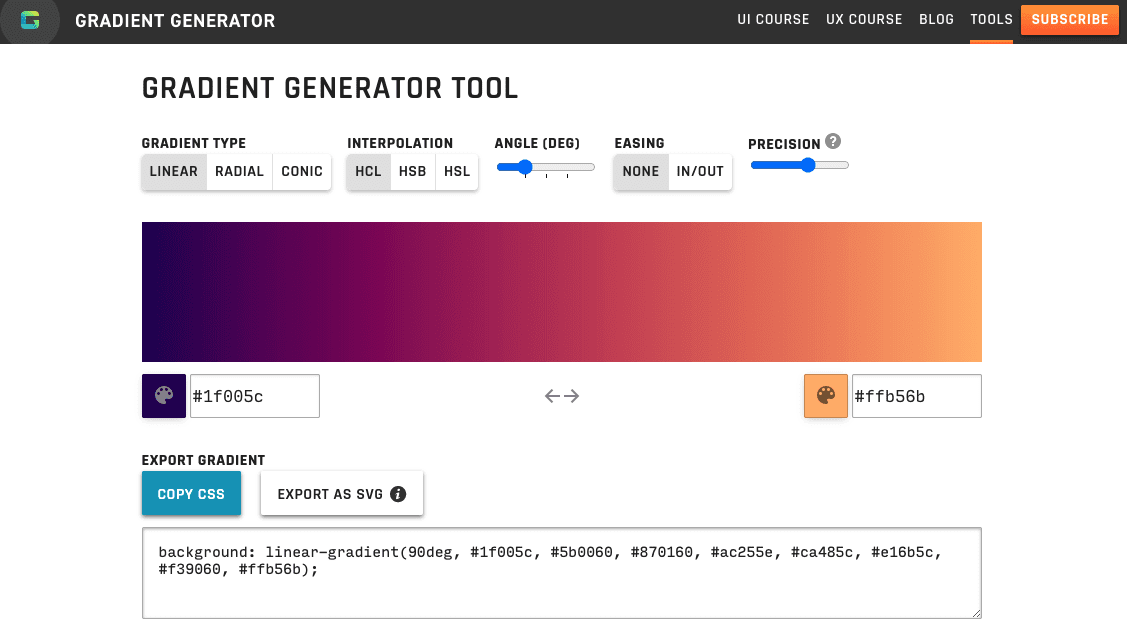 GRADIENT GENERATOR
UI COURSE UX COURSE BLOG TOOLS SUBSCRIBE
GRADIENT GENERATOR TOOL
GRADIENT TYPE INTERPOLATION ANGLE (DEG) EASING PRECISION ?
LINEAR RADIAL CONIC HCL HSB HSL NONE IN/OUT
#1f005c #ffb56b
EXPORT GRADIENT
COPY CSS EXPORT AS SVG i
background: linear-gradient(90deg, #1f005c, #5b0060, #870160, #ac255e, #ca485c, #e16b5c,
#f39060, #ffb56b);